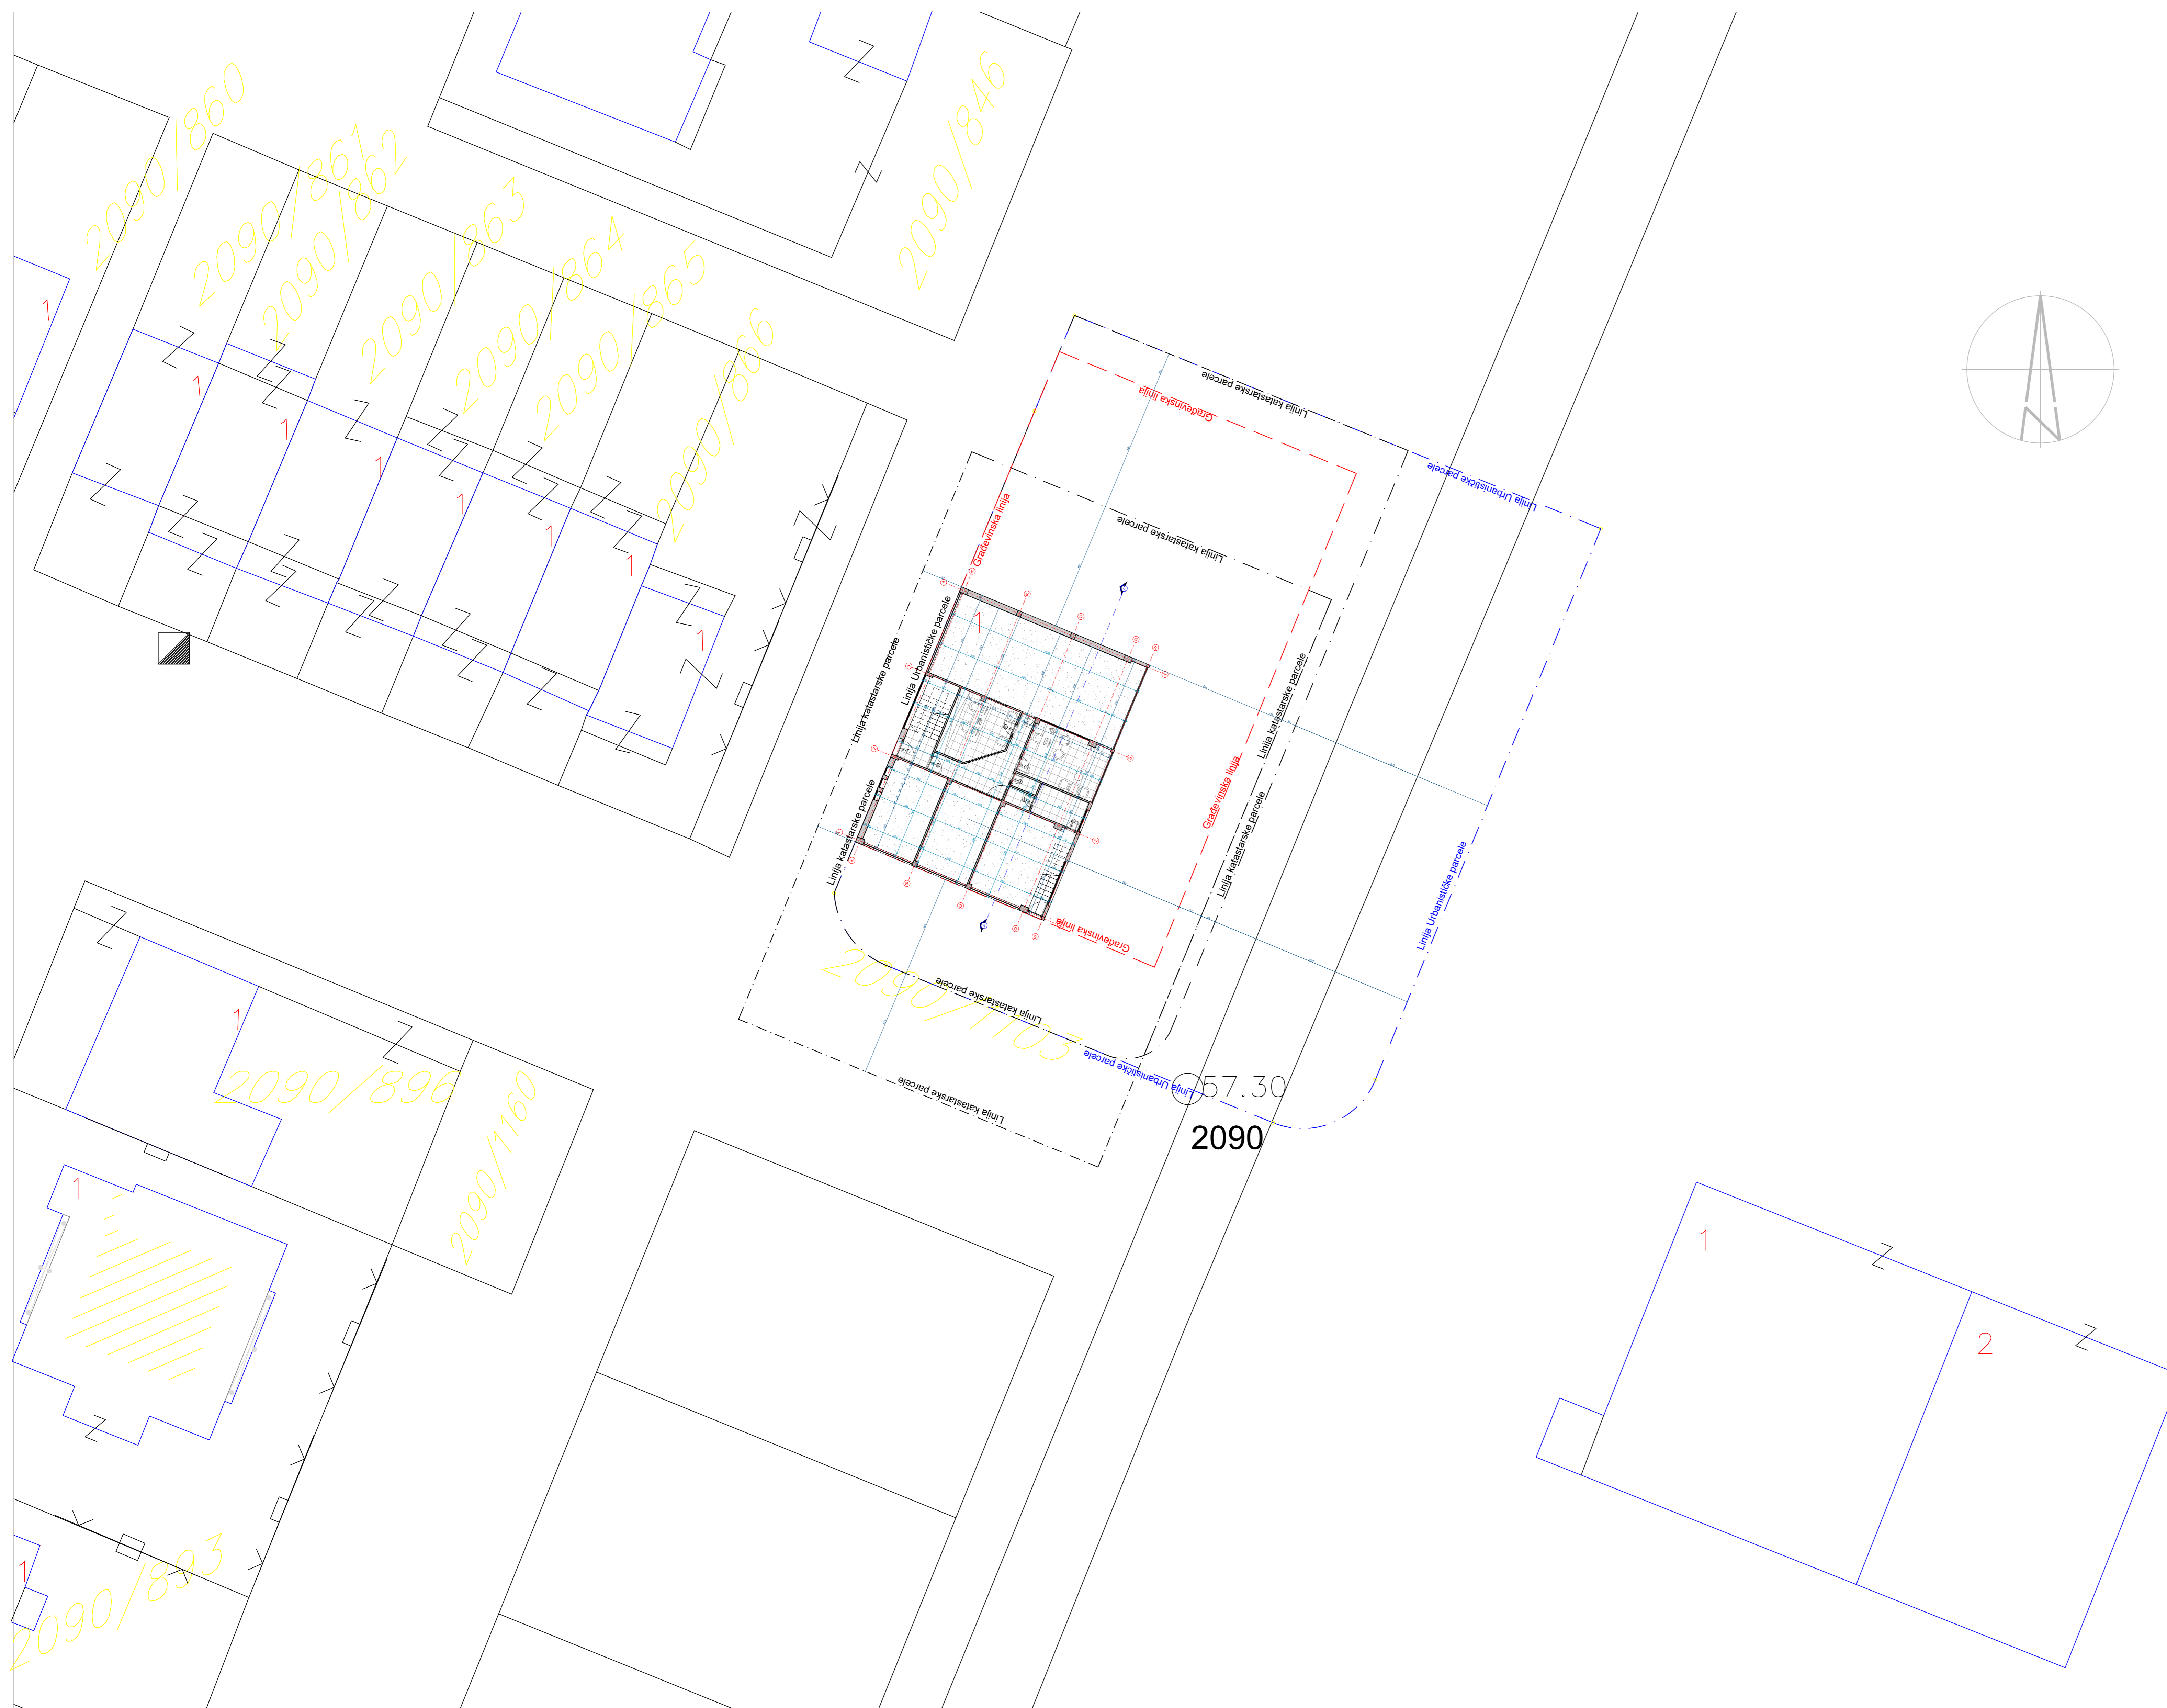 2090/860
2090/861
2090/862
2090/863
2090/864
2090/865
2090/866
2090/846
1
1
1
1
1
1
1
1
Linija katastarske parcele
Građevinska linija
Linija Urbanističke parcele
Građevinska linija
Linija katastarske parcele
1
Linija Urbanističke parcele
Linija katastarske parcele
Linija katastarske parcele
Građevinska linija
Linija katastarske parcele
Linija katastarske parcele
Linija Urbanističke parcele
Građevinska linija
2090/1103
Linija katastarske parcele
Linija Urbanističke parcele
Linija katastarske parcele
57.30
2090
N
1
2090/896
2090/1160
1
1
2
1
2090/893